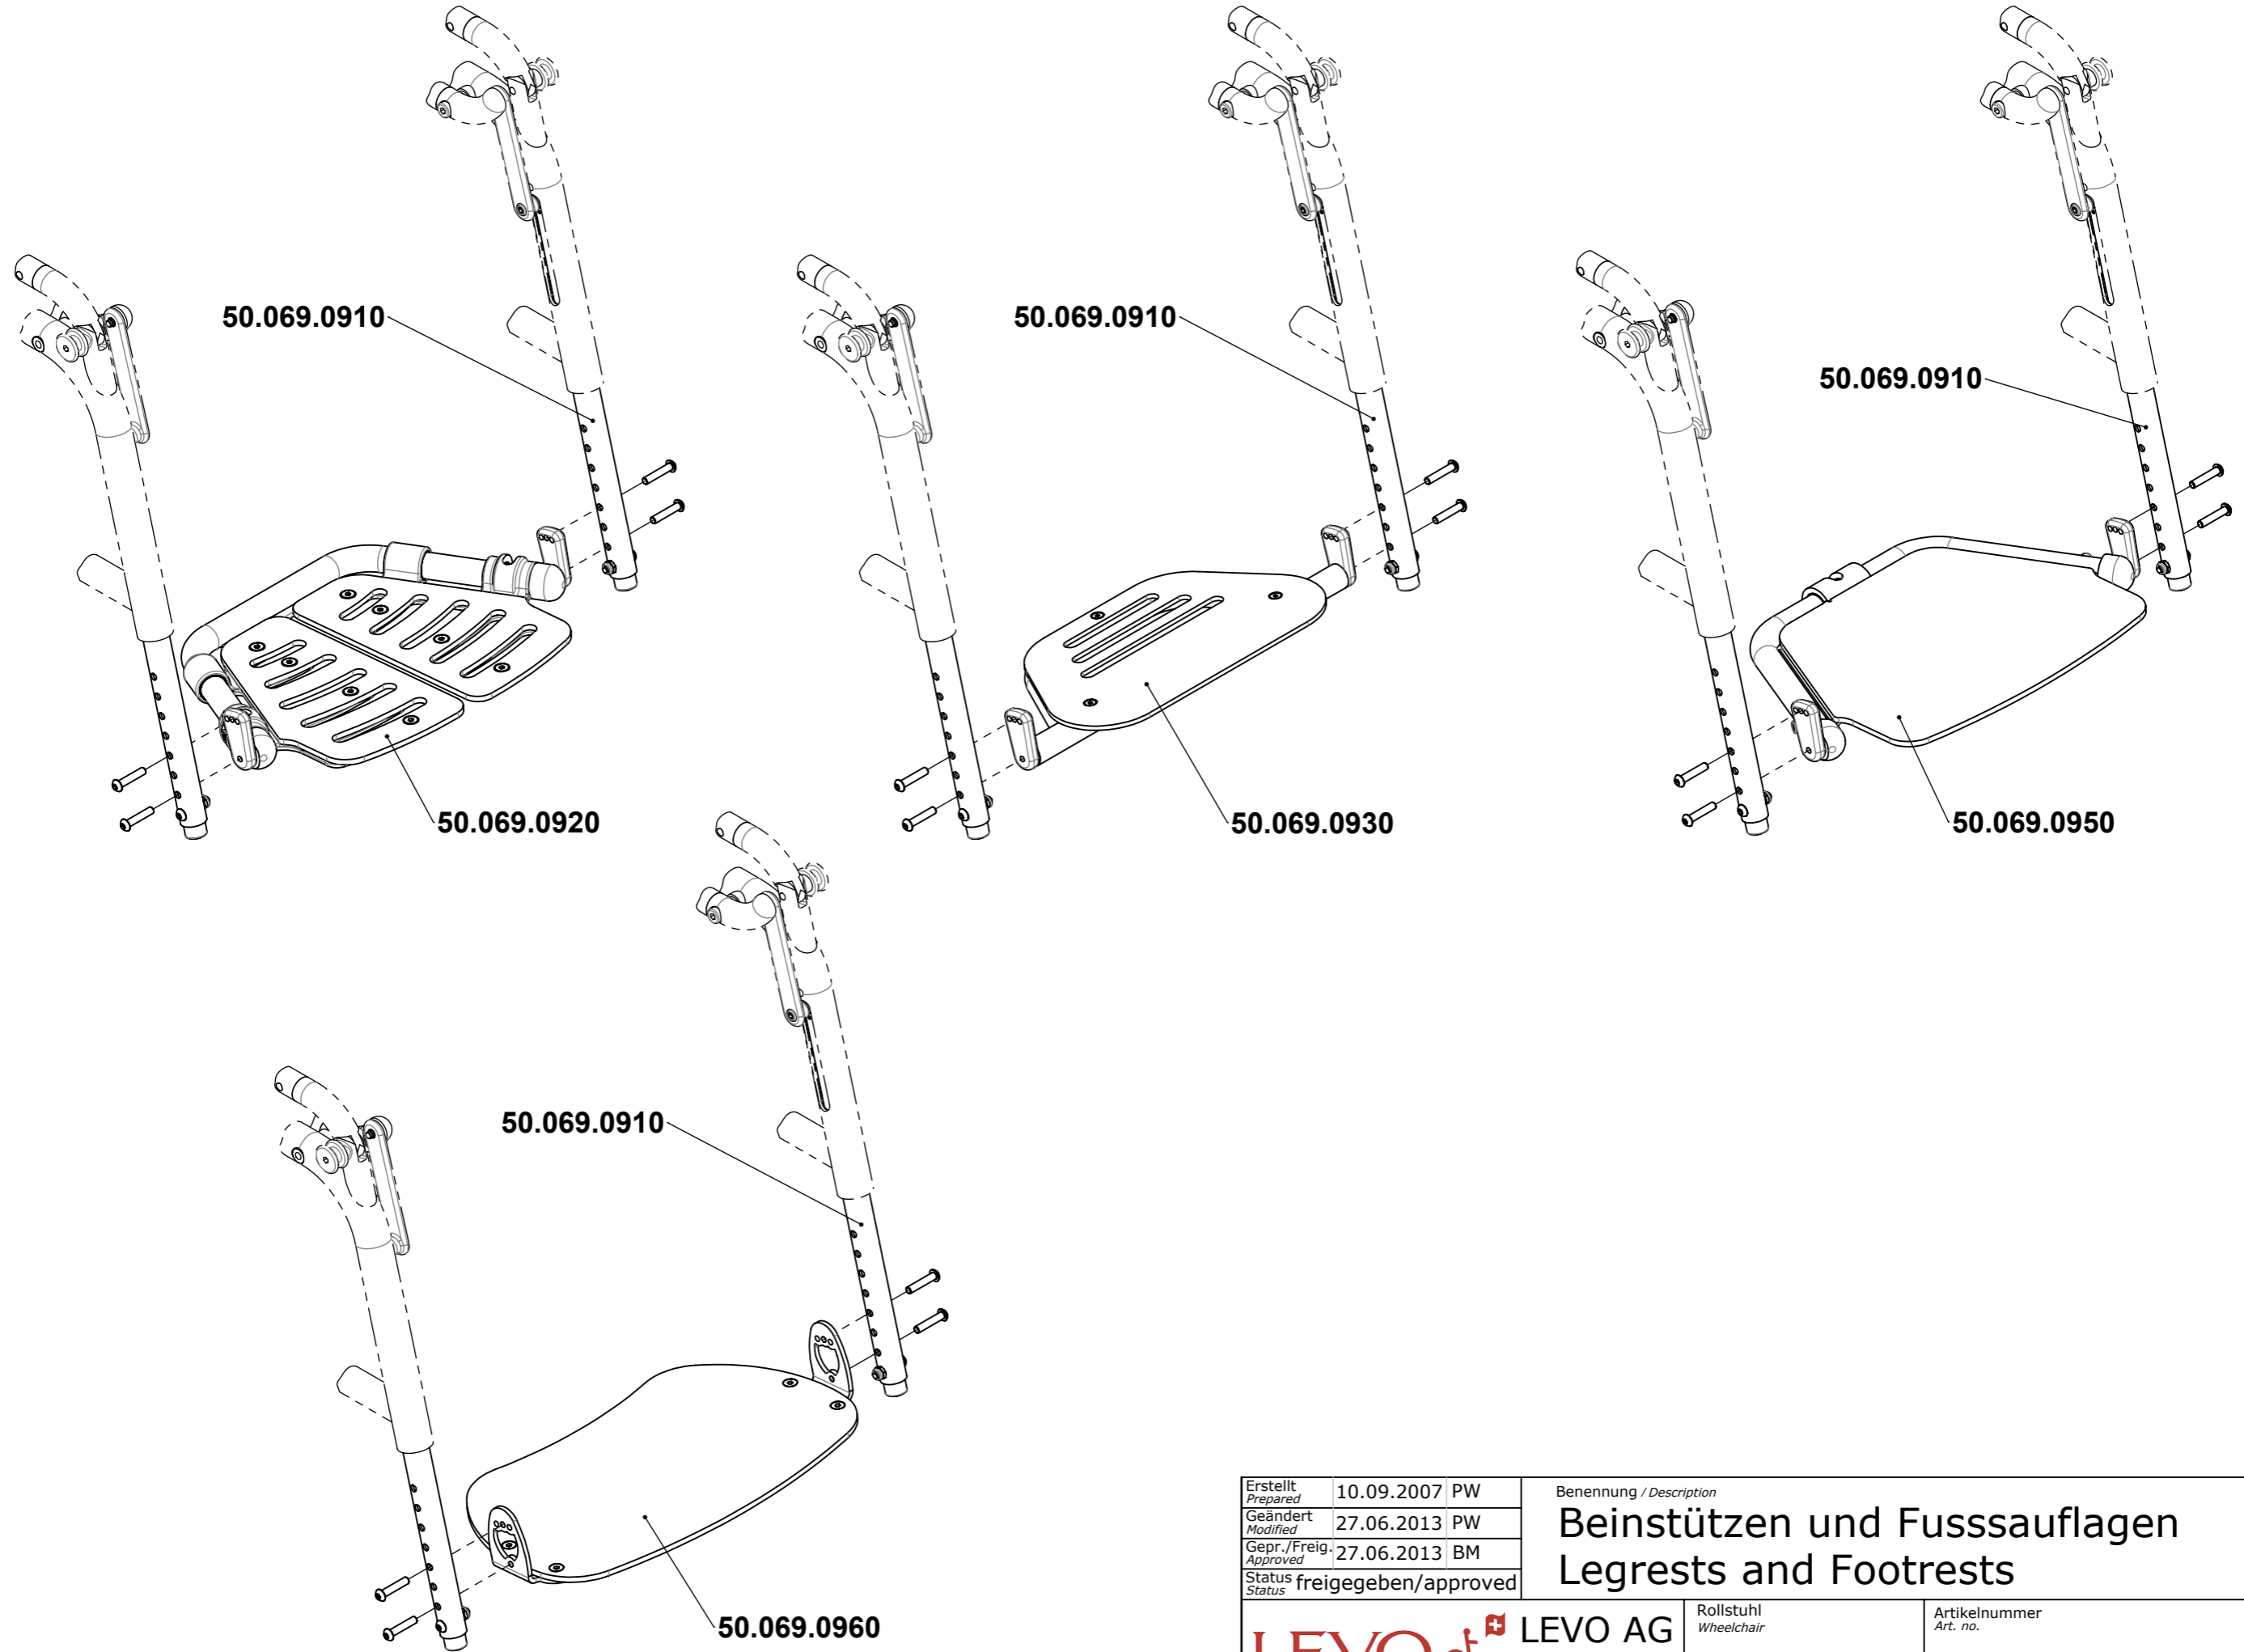 50.069.0910
50.069.0910
50.069.0910
50.069.0920
50.069.0930
50.069.0950
50.069.0910
50.069.0960
Erstellt 10.09.2007 PW
Prepared
Geändert 27.06.2013 PW
Modified
Gepr./Freig. 27.06.2013 BM
Approved
Status freigegeben/approved
Status
Benennung / Description
Beinstützen und Fusssauflagen
Legrests and Footrests
LEVO LEVO AG
Rollstuhl
Wheelchair
Artikelnummer
Art. no.